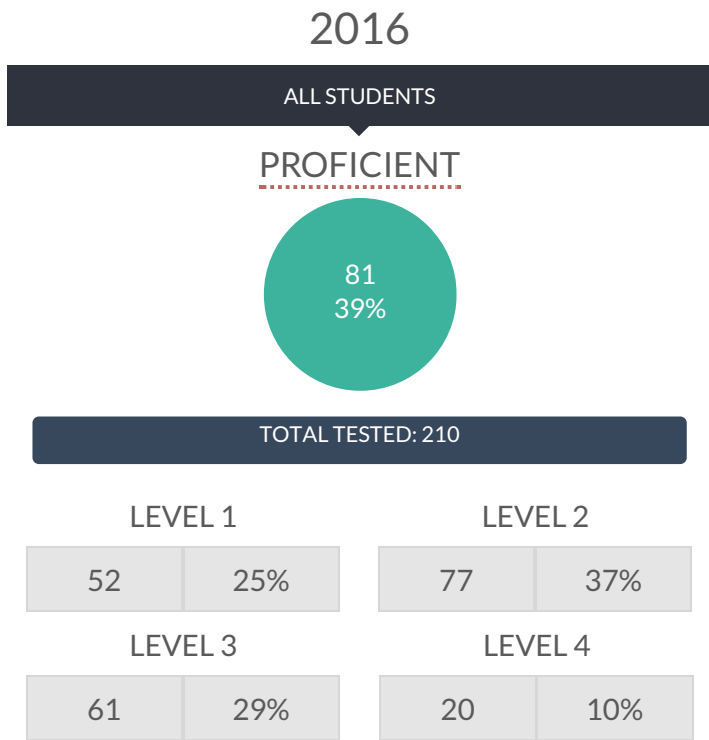 2016
ALL STUDENTS
PROFICIENT
81
39%
TOTAL TESTED: 210
LEVEL 1 LEVEL 2
52 25% 77 37%
LEVEL 3 LEVEL 4
61 29% 20 10%